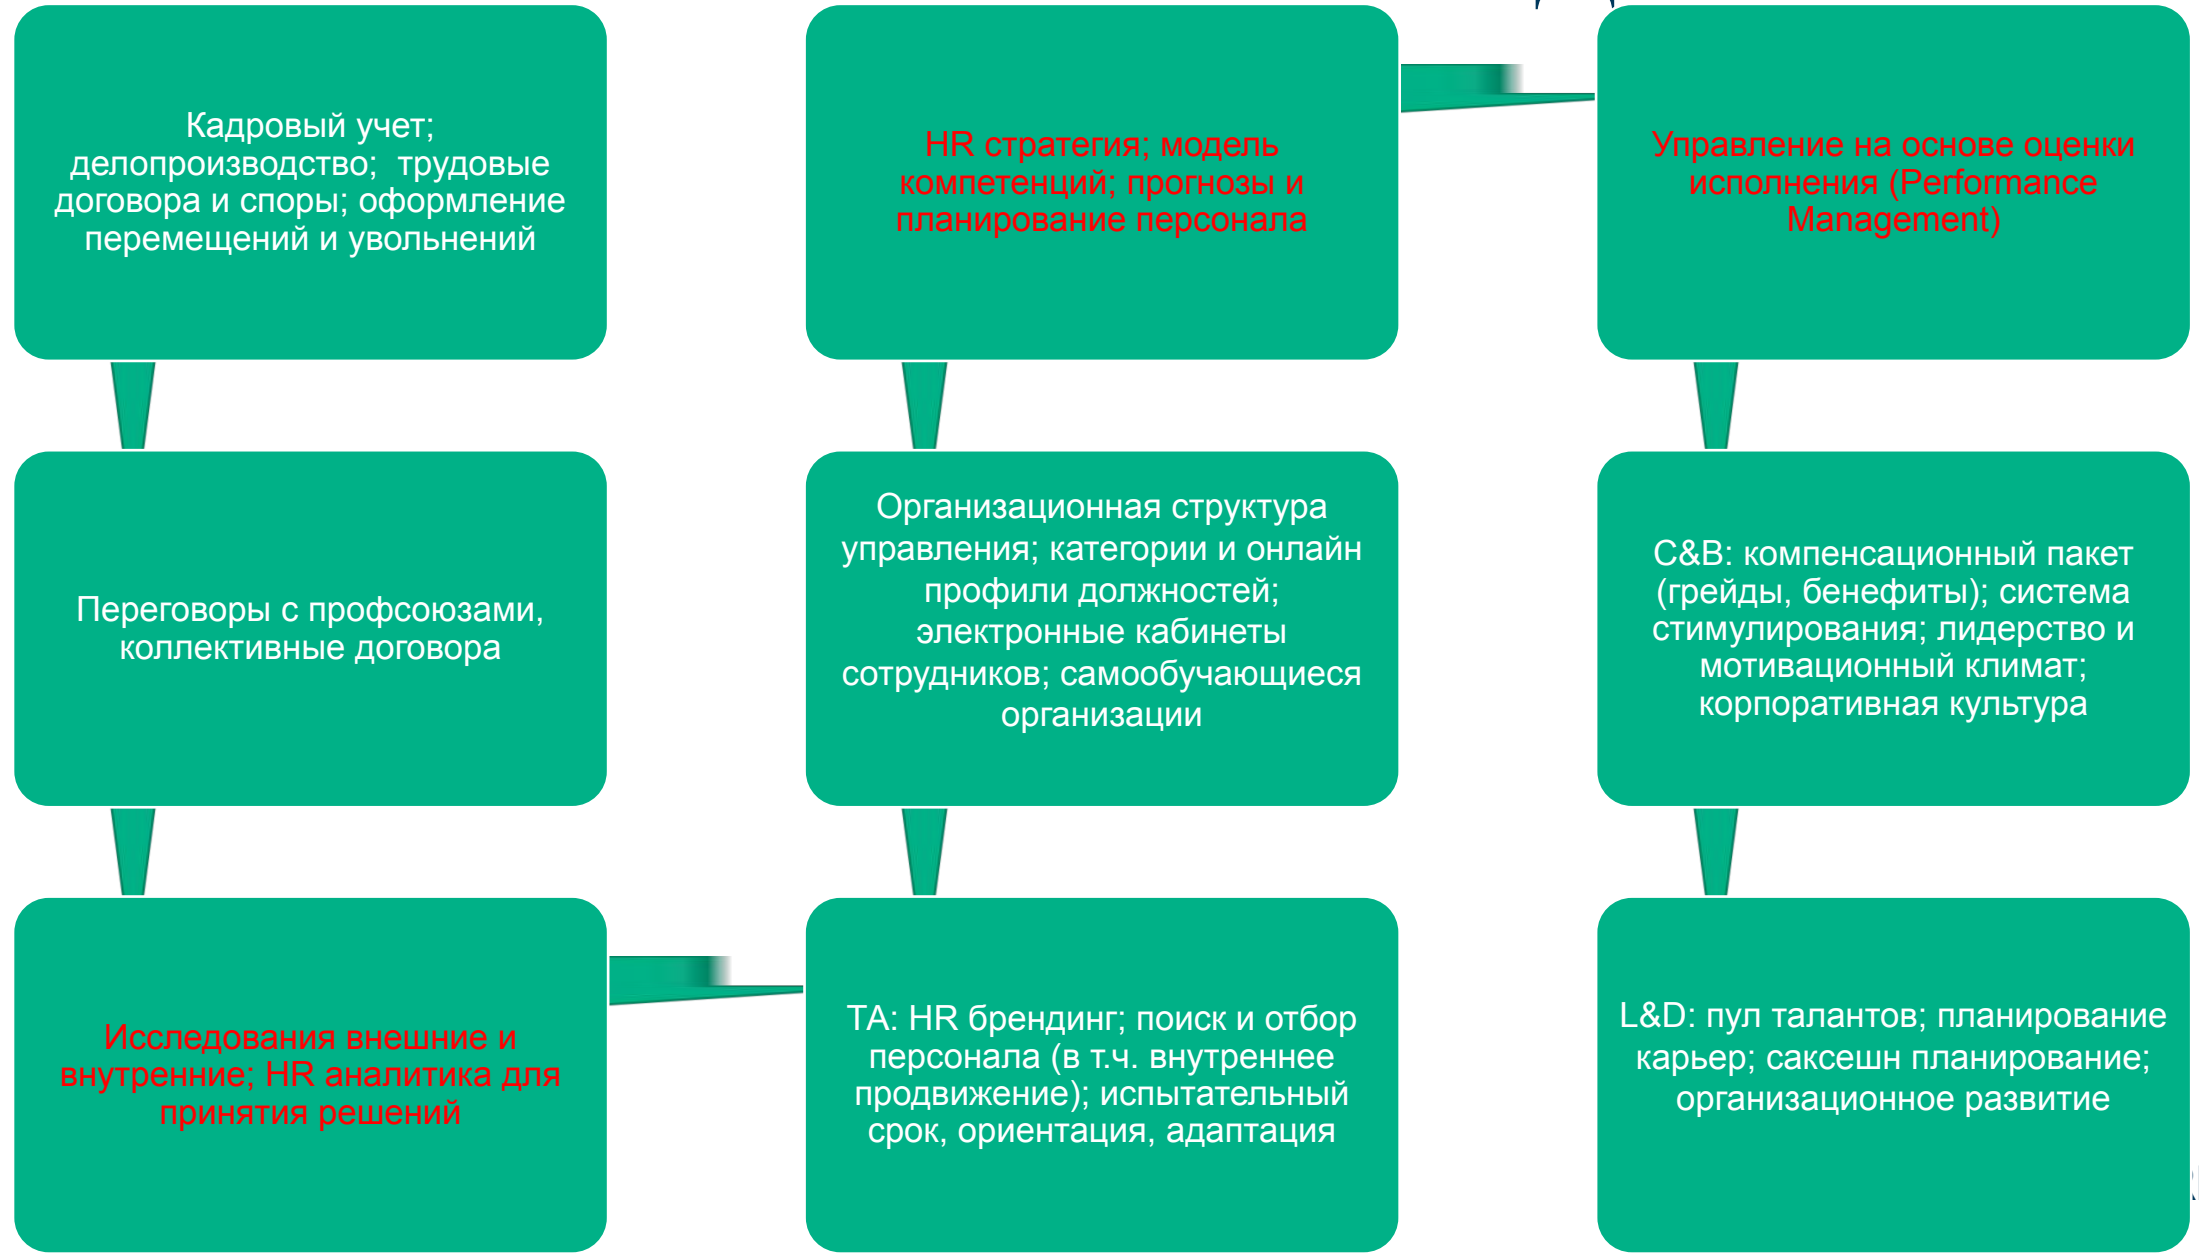 Кадровый учет;
делопроизводство;  трудовые
договора и споры; оформление
перемещений и увольнений
Переговоры с профсоюзами,
коллективные договора
Исследования внешние и
внутренние; HR аналитика для
принятия решений
TA: HR брендинг; поиск и отбор
персонала (в т.ч. внутреннее
продвижение); испытательный
срок, ориентация, адаптация
Организационная структура
управления; категории и онлайн
профили должностей;
электронные кабинеты
сотрудников; самообучающиеся
организации
HR стратегия; модель
компетенций; прогнозы и
планирование персонала
Управление на основе оценки
исполнения (Performance
Management)
C&B: компенсационный пакет
(грейды, бенефиты); система
стимулирования; лидерство и
мотивационный климат;
корпоративная культура
L&D: пул талантов; планирование
карьер; саксешн планирование;
организационное развитие